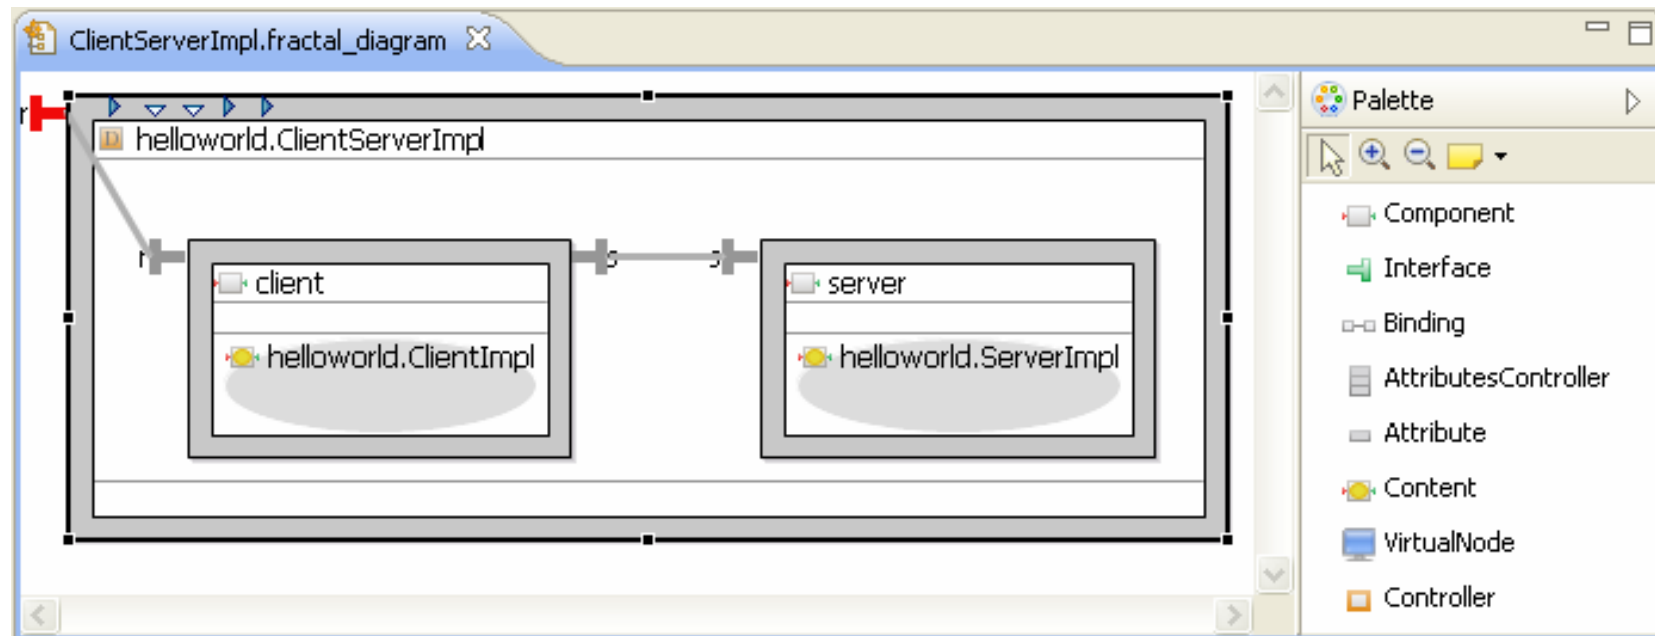 ClientServerImpl.fractal_diagram
r
helloworld.ClientServerImpl
r
s
s
client
server
helloworld.ClientImpl
helloworld.ServerImpl
Palette
Component
Interface
Binding
AttributesController
Attribute
Content
VirtualNode
Controller